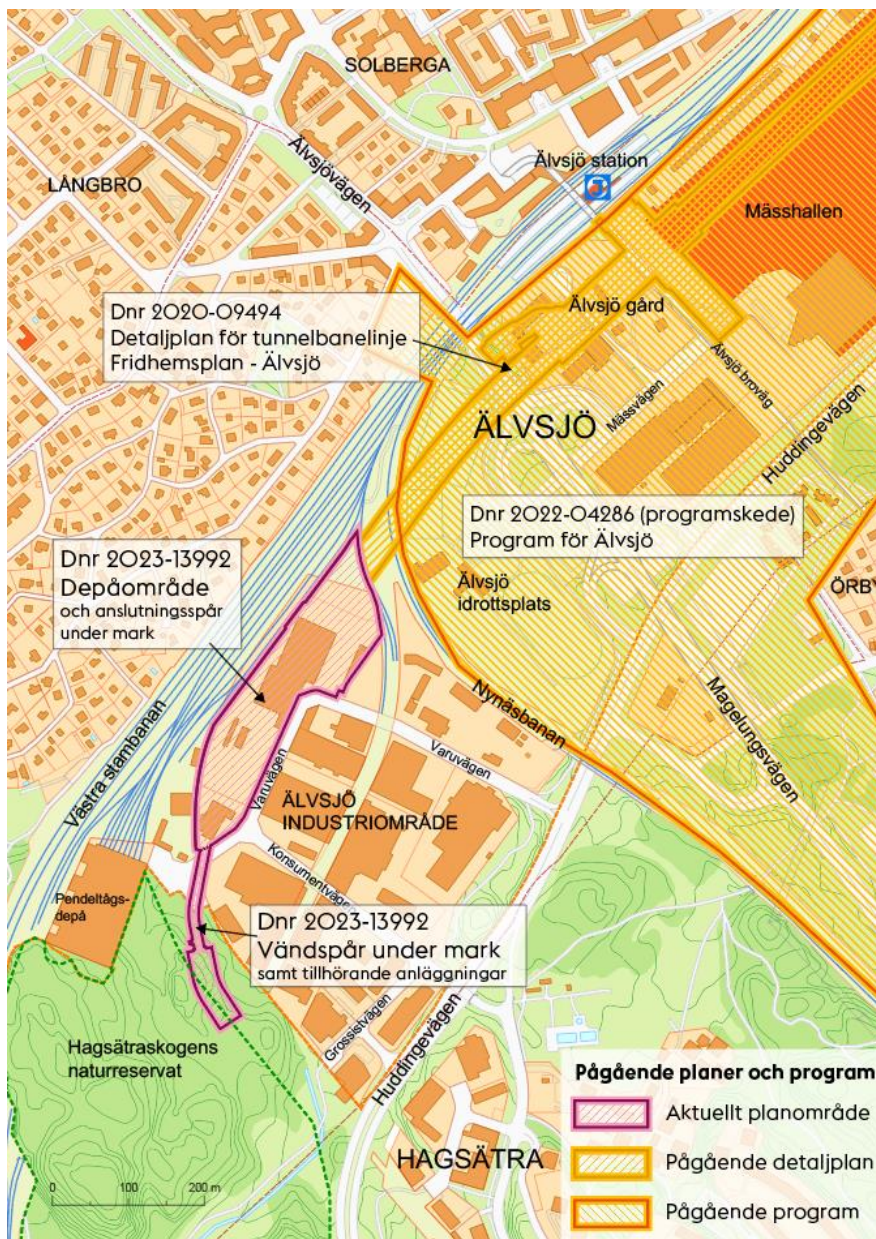 SOLBERGA
Älvsjövägen
Älvsjö station
J
LÅNGBRO
Mässhallen
Dnr 2020-09494
Detaljplan för tunnelbanelinje
Fridhemsplan - Älvsjö
Älvsjö gård
Älvsjö broväg
Mässvägen
ÄLVSJÖ
Huddingevägen
Dnr 2022-04286 (programskede)
Program för Älvsjö
Dnr 2023-13992
Depåområde
och anslutningsspår
under mark
Älvsjö
idrottsplats
ÖRBY
Nynäsbanan
Magelungsvägen
Västra stambanan
Varuvägen
Varuvägen
ÄLVSJÖ
INDUSTRIOMRÅDE
Konsumentvägen
Pendeltågs-
depå
Dnr 2023-13992
Vändspår under mark
samt tillhörande anläggningar
Grossistvägen
Huddingevägen
Hagsätraskogens
naturreservat
HAGSÄTRA
Pågående planer och program
Aktuellt planområde
Pågående detaljplan
Pågående program
0 100 200 m